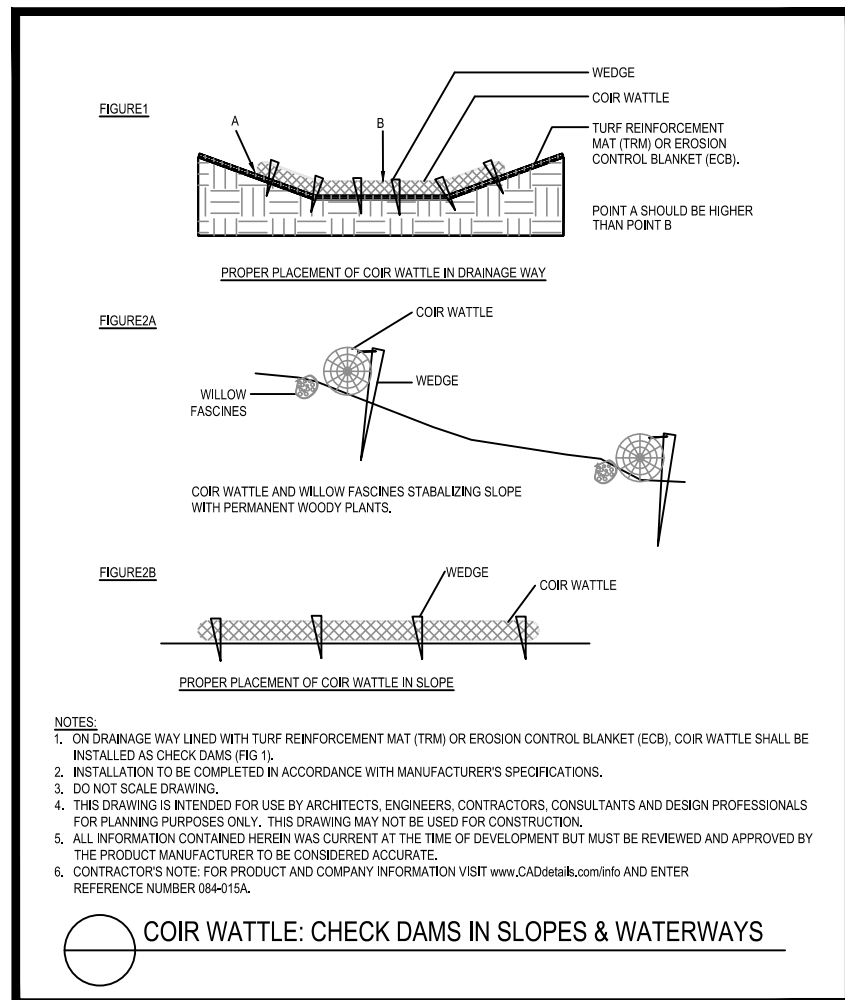 FIGURE1
A
B
WEDGE
COIR WATTLE
TURF REINFORCEMENT
MAT (TRM) OR EROSION
CONTROL BLANKET (ECB).
POINT A SHOULD BE HIGHER
THAN POINT B
PROPER PLACEMENT OF COIR WATTLE IN DRAINAGE WAY
FIGURE2A
COIR WATTLE
WEDGE
WILLOW
FASCINES
COIR WATTLE AND WILLOW FASCINES STABALIZING SLOPE
WITH PERMANENT WOODY PLANTS.
FIGURE2B
WEDGE
COIR WATTLE
PROPER PLACEMENT OF COIR WATTLE IN SLOPE
NOTES:
1. ON DRAINAGE WAY LINED WITH TURF REINFORCEMENT MAT (TRM) OR EROSION CONTROL BLANKET (ECB), COIR WATTLE SHALL BE
INSTALLED AS CHECK DAMS (FIG 1).
2. INSTALLATION TO BE COMPLETED IN ACCORDANCE WITH MANUFACTURER'S SPECIFICATIONS.
3. DO NOT SCALE DRAWING.
4. THIS DRAWING IS INTENDED FOR USE BY ARCHITECTS, ENGINEERS, CONTRACTORS, CONSULTANTS AND DESIGN PROFESSIONALS
FOR PLANNING PURPOSES ONLY. THIS DRAWING MAY NOT BE USED FOR CONSTRUCTION.
5. ALL INFORMATION CONTAINED HEREIN WAS CURRENT AT THE TIME OF DEVELOPMENT BUT MUST BE REVIEWED AND APPROVED BY
THE PRODUCT MANUFACTURER TO BE CONSIDERED ACCURATE.
6. CONTRACTOR'S NOTE: FOR PRODUCT AND COMPANY INFORMATION VISIT www.CADdetails.com/info AND ENTER
REFERENCE NUMBER 084-015A.
COIR WATTLE: CHECK DAMS IN SLOPES & WATERWAYS